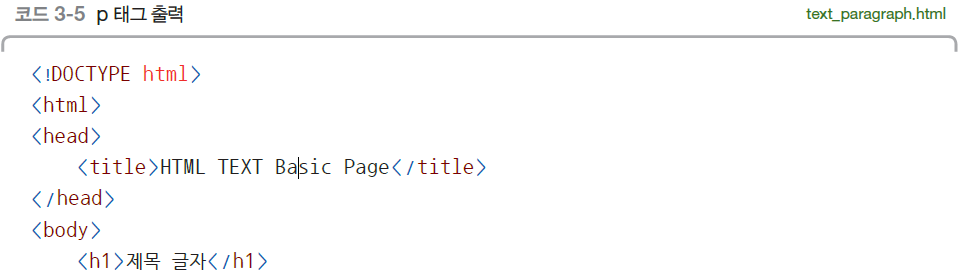 코드 3-5 p 태그 출력 text_paragraph.html
<!DOCTYPE html>
<html>
<head>
<title>HTML TEXT Basic Page</title>
</head>
<body>
<h1>제목 글자</h1>